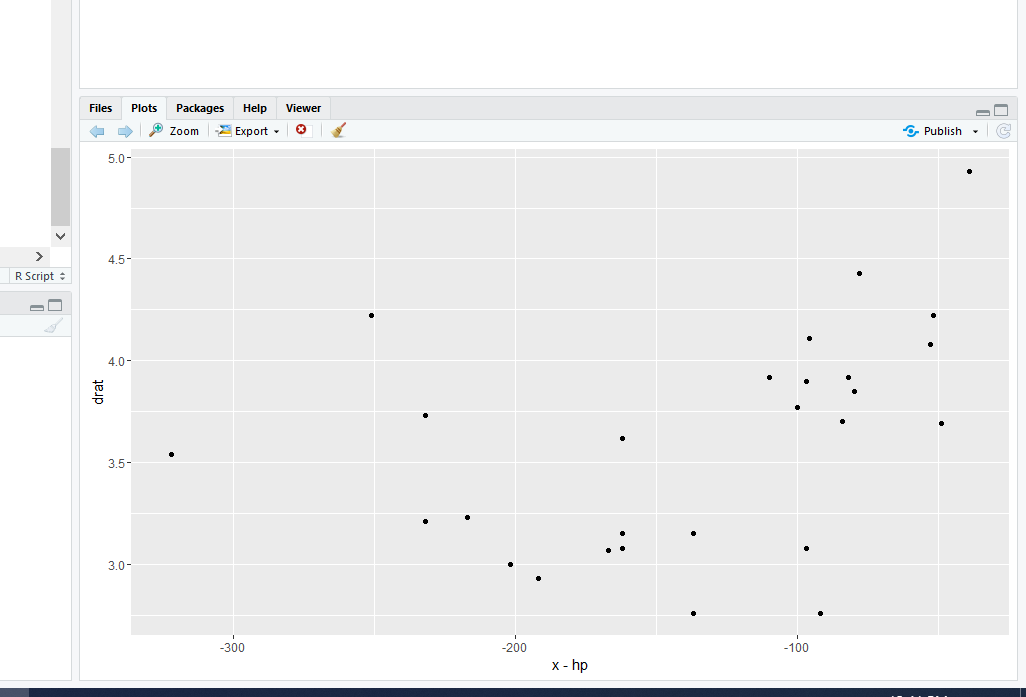 Files Plots Packages Help Viewer
Zoom Export Publish
5.0
4.5
4.0
3.5
3.0
drat
-300 -200 -100
x - hp
R Script